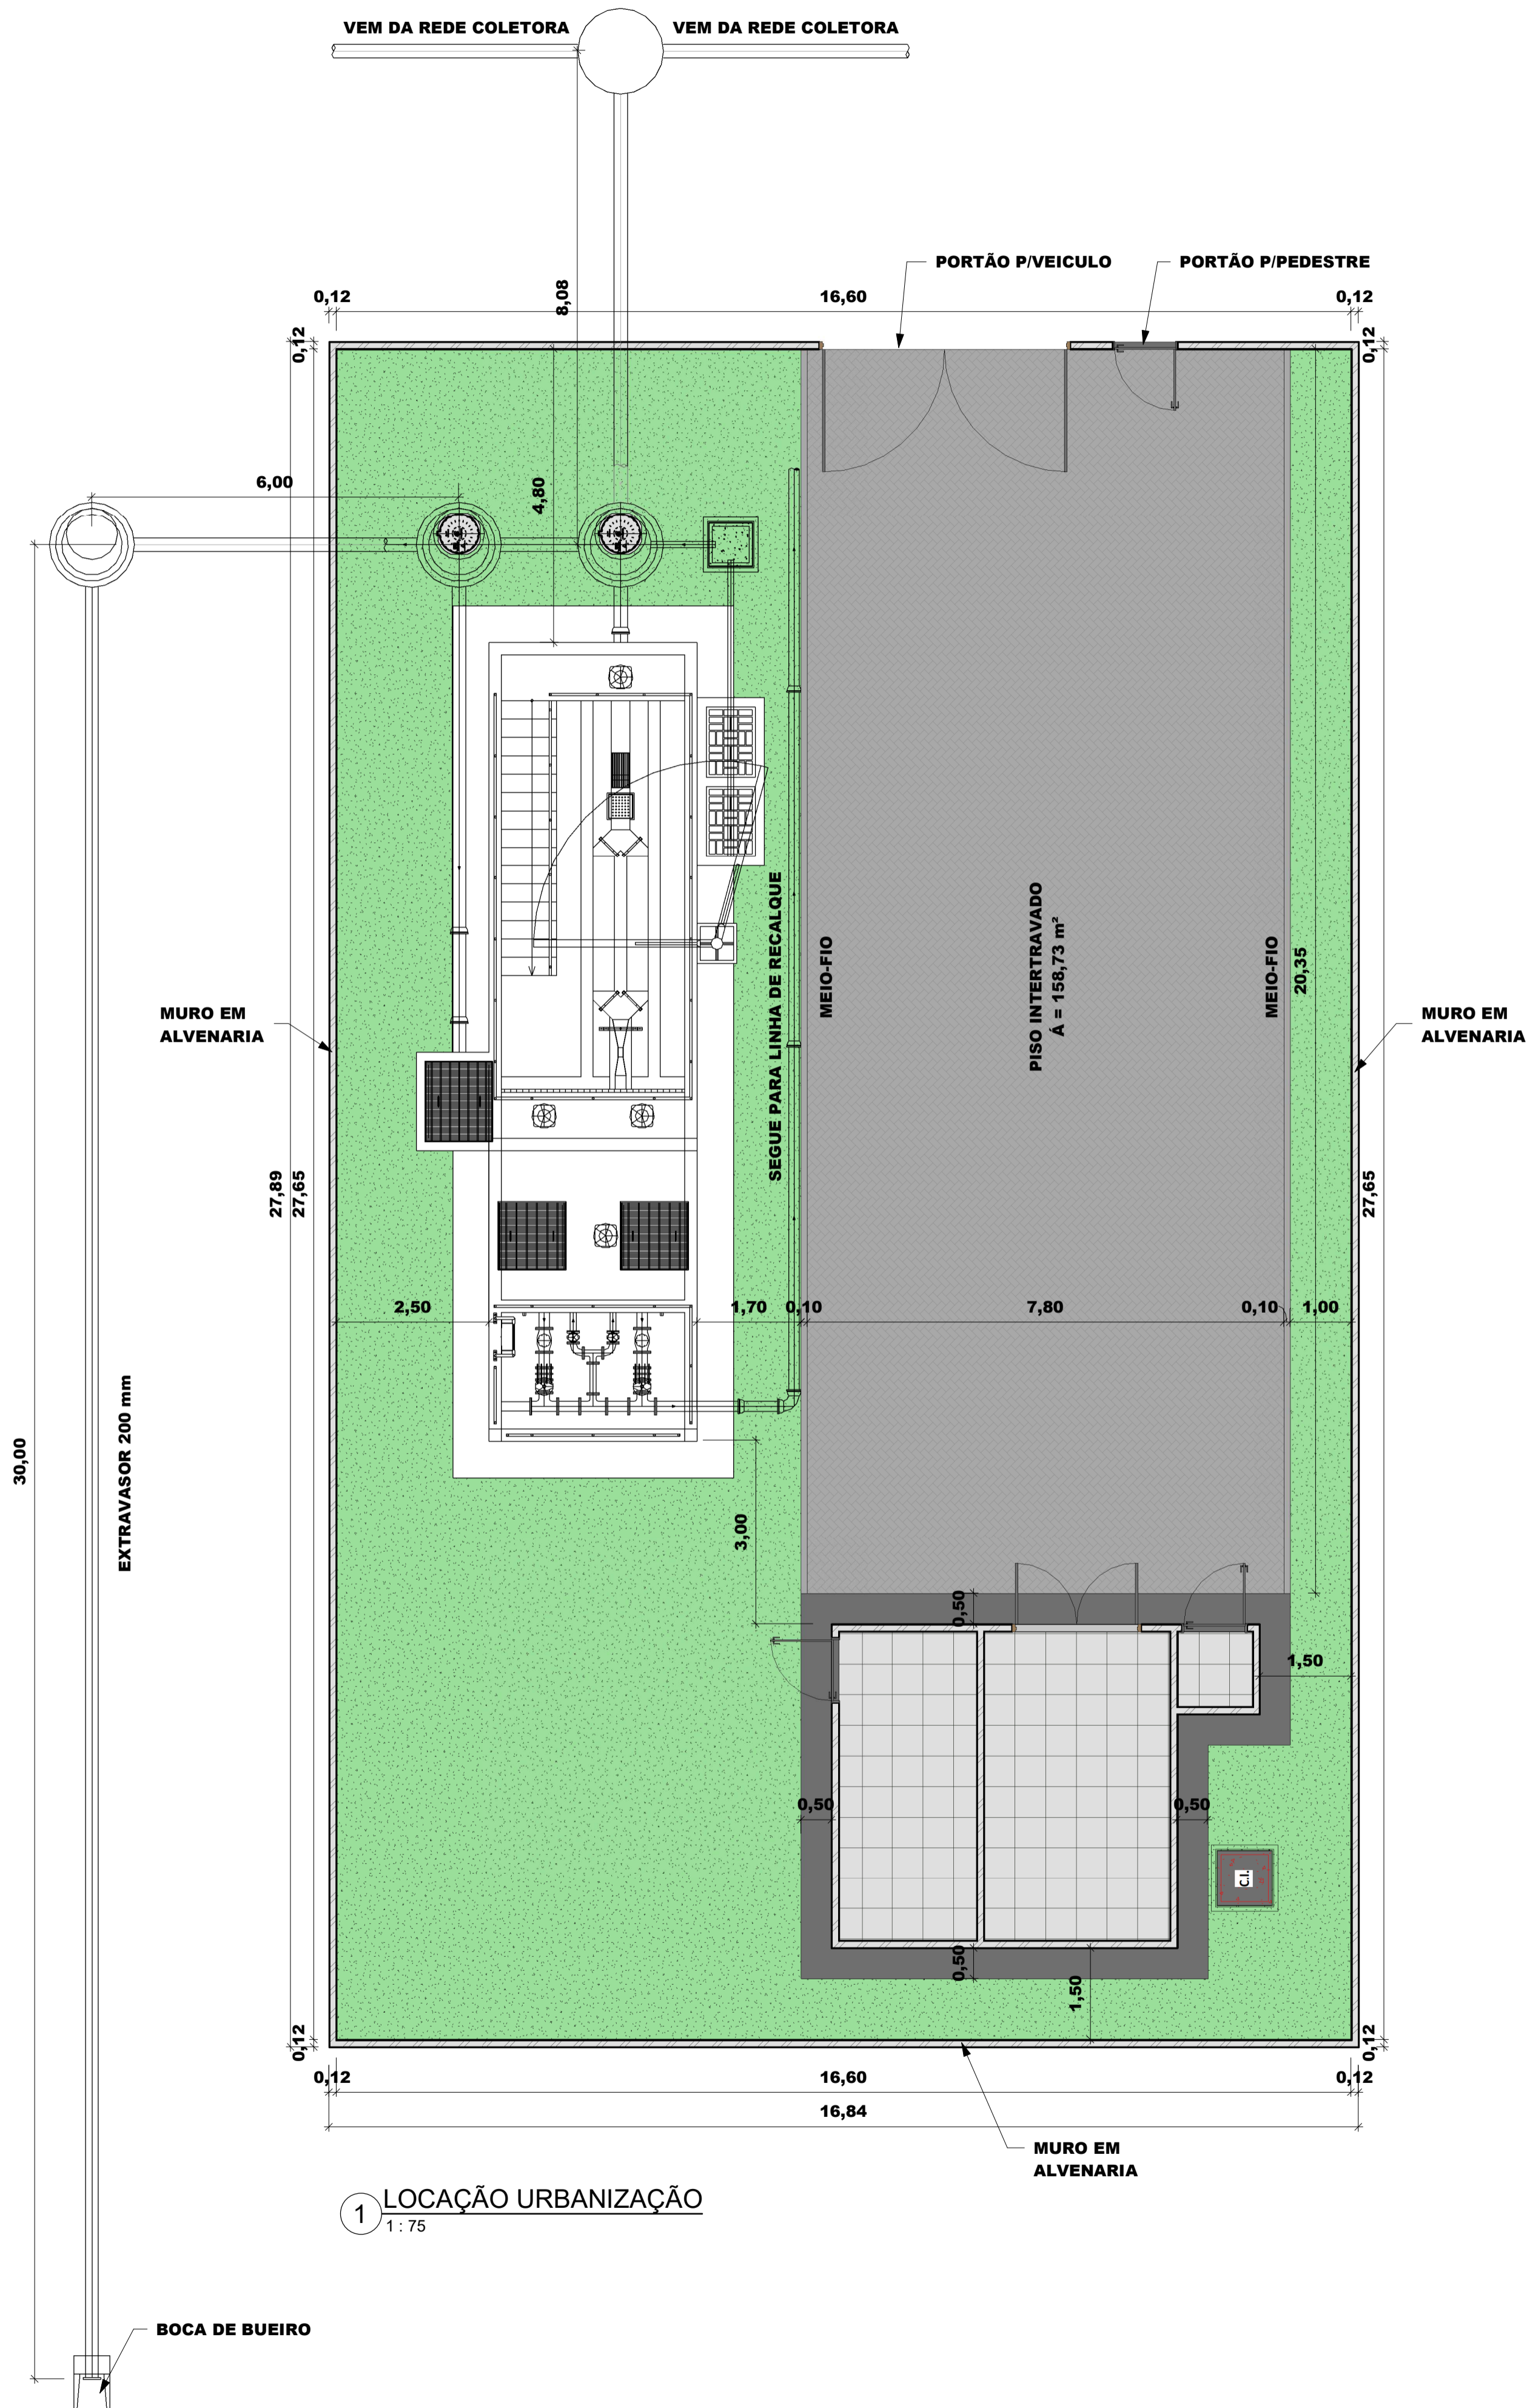 VEM DA REDE COLETORA
VEM DA REDE COLETORA
PORTÃO P/VEICULO
PORTÃO P/PEDESTRE
0,12
16,60
0,12
8,08
0,12
0,12
6,00
4,80
MURO EM
ALVENARIA
SEGUE PARA LINHA DE RECALQUE
MEIO-FIO
PISO INTERTRAVADO
Á = 158,73 m²
MEIO-FIO
20,35
MURO EM
ALVENARIA
27,89
27,65
27,65
2,50
1,70
0,10
7,80
0,10
1,00
30,00
EXTRAVASOR 200 mm
3,00
0,50
1,50
0,50
0,50
C.I.
0,50
1,50
0,12
0,12
0,12
16,60
0,12
16,84
MURO EM
ALVENARIA
1
LOCAÇÃO URBANIZAÇÃO
1 : 75
BOCA DE BUEIRO